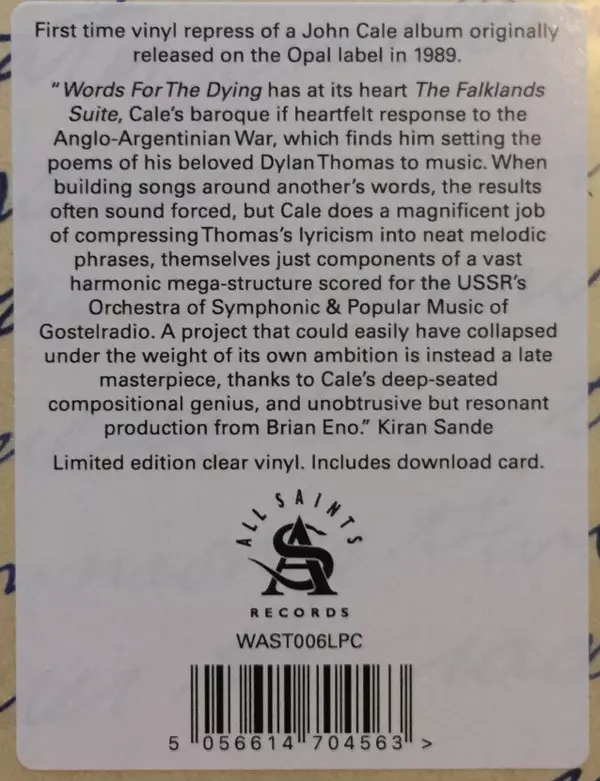 First time vinyl repress of a John Cale album originally
released on the Opal label in 1989.
"Words For The Dying has at its heart The Falklands
Suite, Cale's baroque if heartfelt response to the
Anglo-Argentinian War, which finds him setting the
poems of his beloved Dylan Thomas to music. When
building songs around another's words, the results
often sound forced, but Cale does a magnificent job
of compressing Thomas's lyricism into neat melodic
phrases, themselves just components of a vast
harmonic mega-structure scored for the USSR's
Orchestra of Symphonic & Popular Music of
Gostelradio. A project that could easily have collapsed
under the weight of its own ambition is instead a late
masterpiece, thanks to Cale's deep-seated
compositional genius, and unobtrusive but resonant
production from Brian Eno." Kiran Sande
Limited edition clear vinyl. Includes download card.
ALL SAINTS
AS
RECORDS
WAST006LPC
5 056614 704563 >